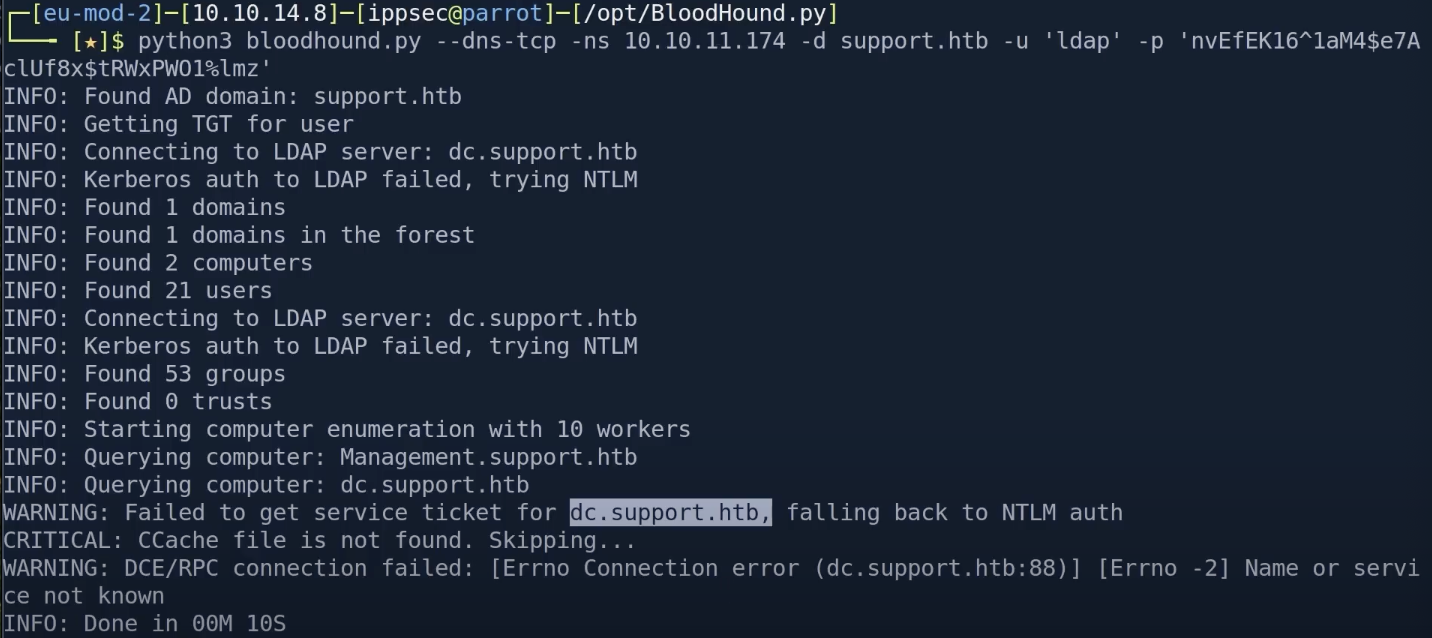 ┌─[eu-mod-2]─[10.10.14.8]─[ippsec@parrot]─[/opt/BloodHound.py]
└──╼ [★]$ python3 bloodhound.py --dns-tcp -ns 10.10.11.174 -d support.htb -u 'ldap' -p 'nvEfEK16^1aM4$e7A
clUf8x$tRWxPWO1%lmz'
INFO: Found AD domain: support.htb
INFO: Getting TGT for user
INFO: Connecting to LDAP server: dc.support.htb
INFO: Kerberos auth to LDAP failed, trying NTLM
INFO: Found 1 domains
INFO: Found 1 domains in the forest
INFO: Found 2 computers
INFO: Found 21 users
INFO: Connecting to LDAP server: dc.support.htb
INFO: Kerberos auth to LDAP failed, trying NTLM
INFO: Found 53 groups
INFO: Found 0 trusts
INFO: Starting computer enumeration with 10 workers
INFO: Querying computer: Management.support.htb
INFO: Querying computer: dc.support.htb
WARNING: Failed to get service ticket for dc.support.htb, falling back to NTLM auth
CRITICAL: CCache file is not found. Skipping...
WARNING: DCE/RPC connection failed: [Errno Connection error (dc.support.htb:88)] [Errno -2] Name or servi
ce not known
INFO: Done in 00M 10S